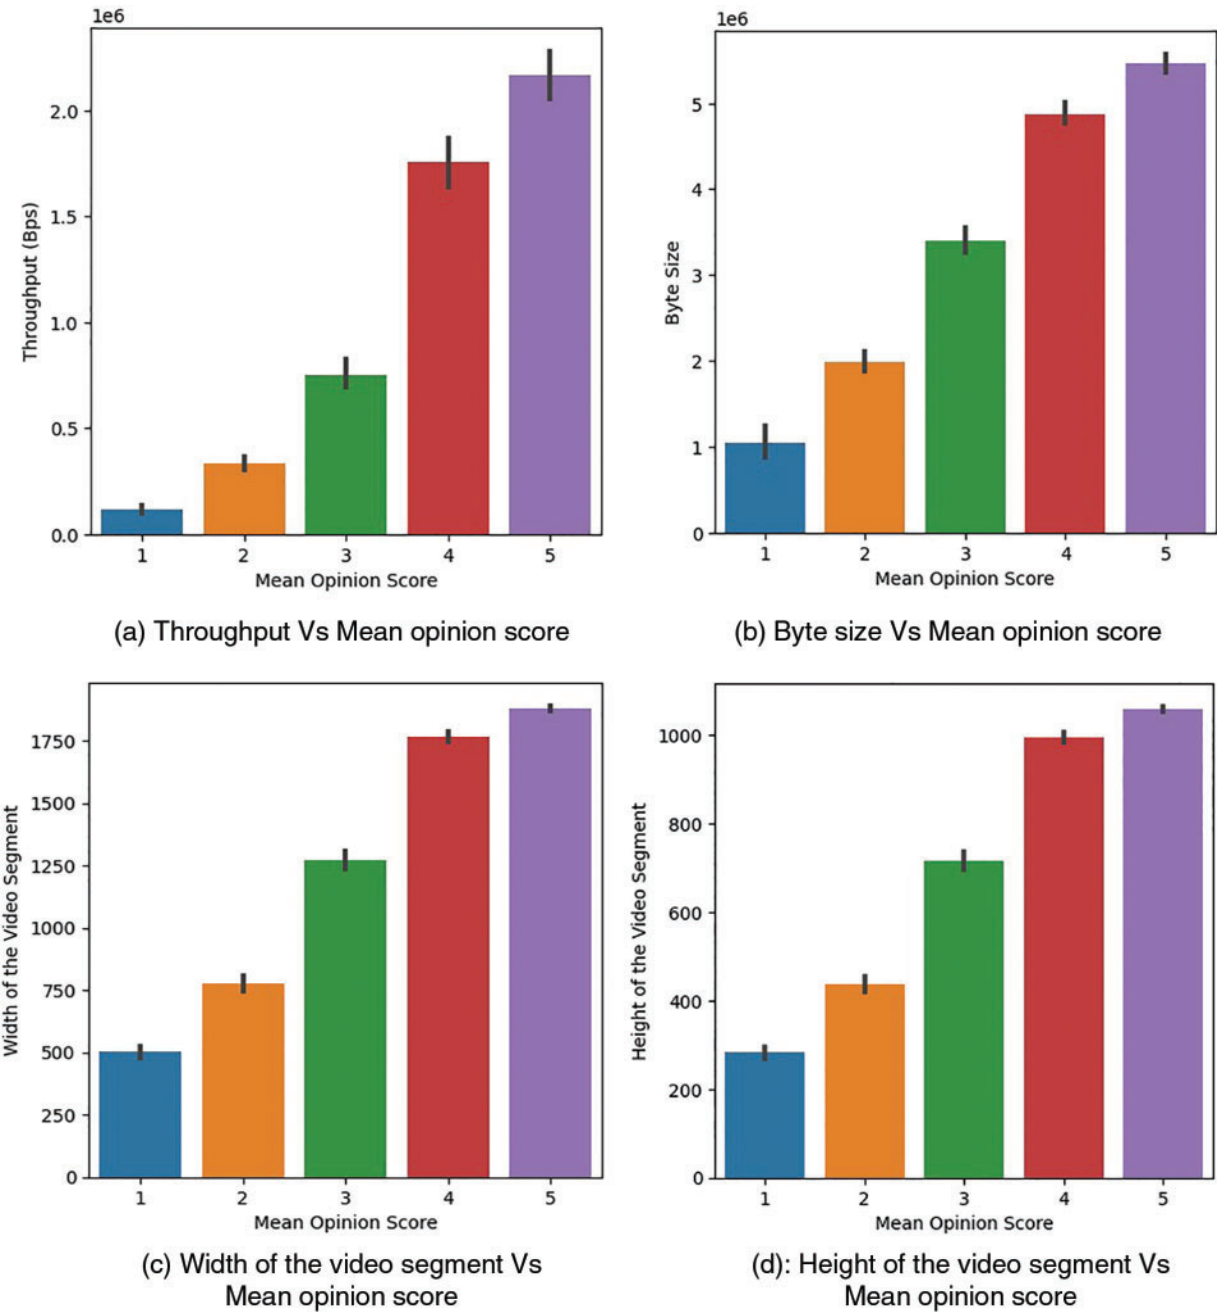 1e6
2.0
1.5
1.0
0.5
0.0
Throughput (Bps)
1 2 3 4 5
Mean Opinion Score
(a) Throughput Vs Mean opinion score
1e6
5
4
3
2
1
0
Byte Size
1 2 3 4 5
Mean Opinion Score
(b) Byte size Vs Mean opinion score
1750
1500
1250
1000
750
500
250
0
Width of the Video Segment
1 2 3 4 5
Mean Opinion Score
(c) Width of the video segment Vs
Mean opinion score
1000
800
600
400
200
0
Height of the Video Segment
1 2 3 4 5
Mean Opinion Score
(d): Height of the video segment Vs
Mean opinion score